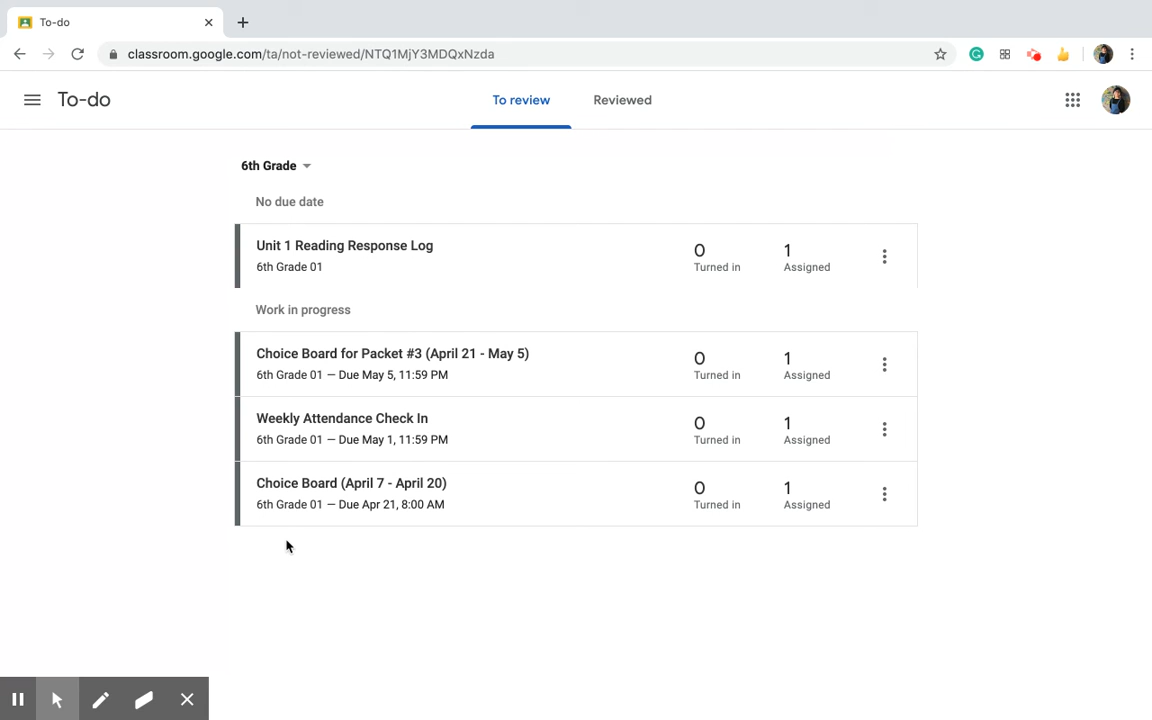 To-do
classroom.google.com/ta/not-reviewed/NTQ1MjY3MDQxNzda
To-do
To review
Reviewed
6th Grade
No due date
Unit 1 Reading Response Log
6th Grade 01
0
Turned in
1
Assigned
Work in progress
Choice Board for Packet #3 (April 21 - May 5)
6th Grade 01 — Due May 5, 11:59 PM
0
Turned in
1
Assigned
Weekly Attendance Check In
6th Grade 01 — Due May 1, 11:59 PM
0
Turned in
1
Assigned
Choice Board (April 7 - April 20)
6th Grade 01 — Due Apr 21, 8:00 AM
0
Turned in
1
Assigned